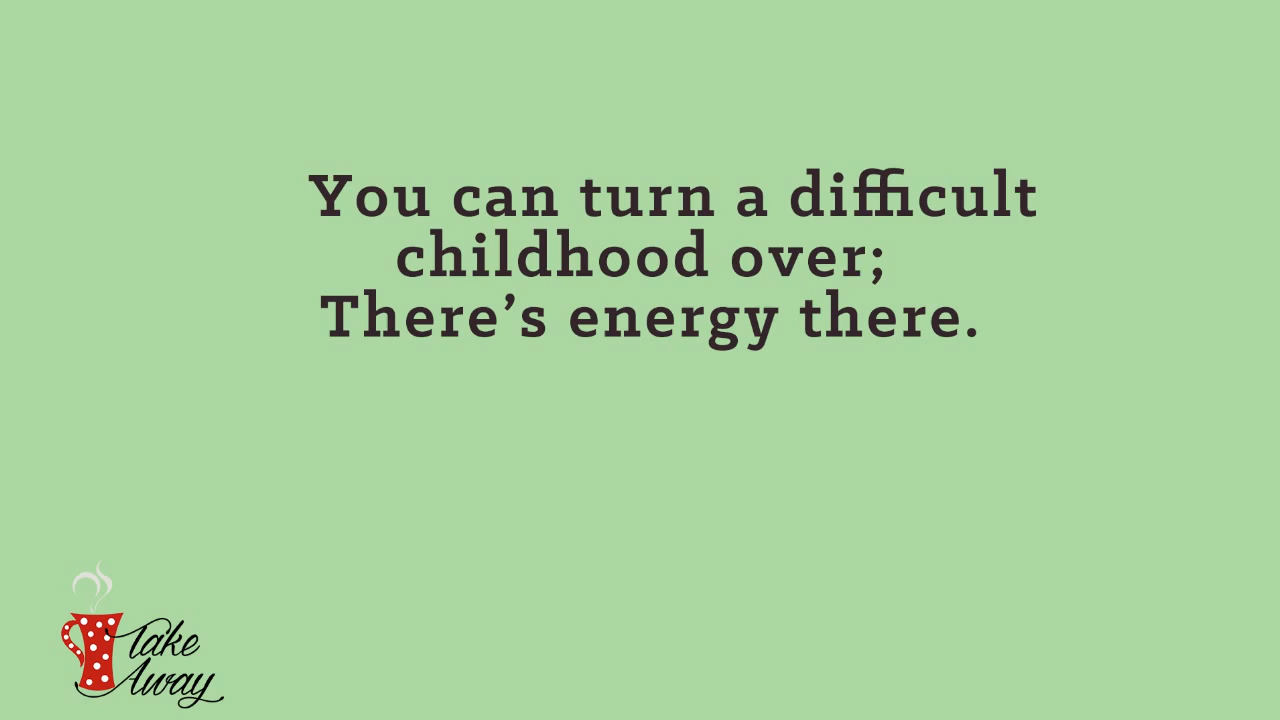 You can turn a difficult
childhood over;
There’s energy there.
Take
Away